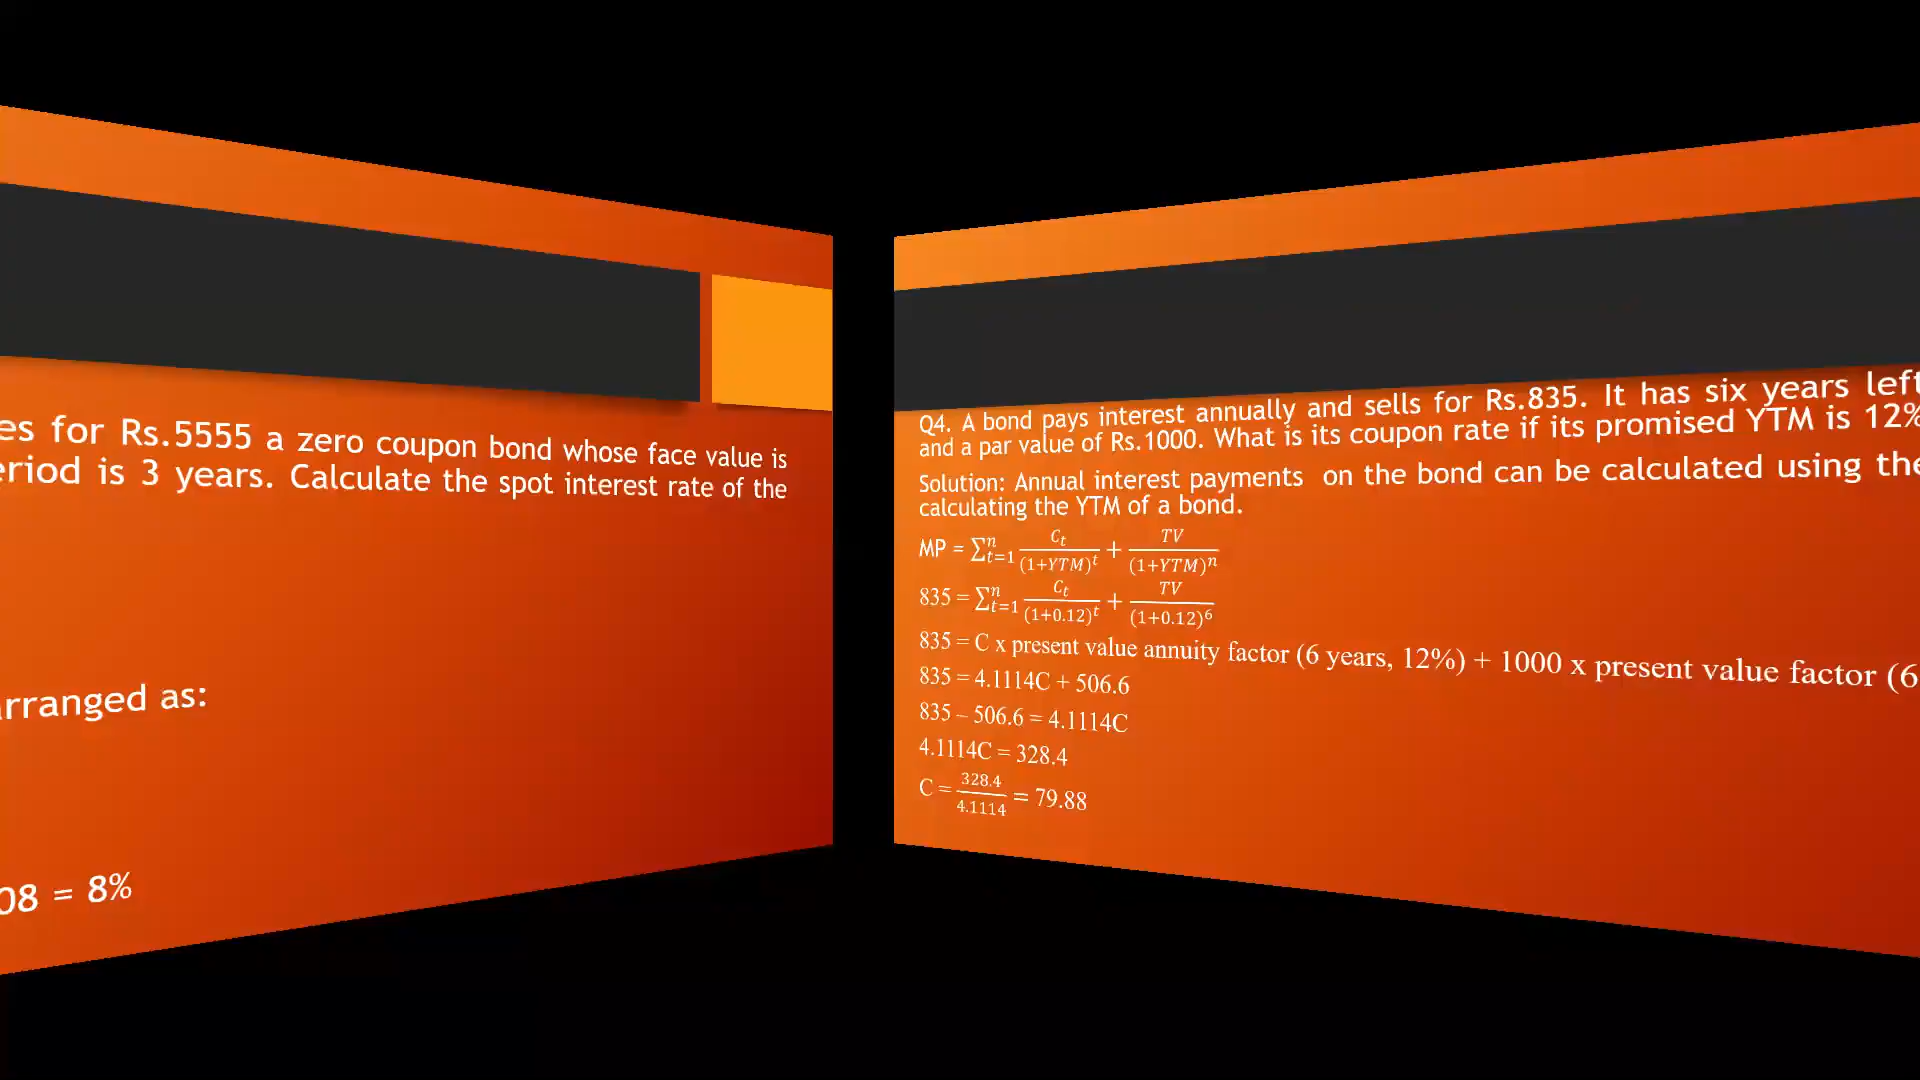 es for Rs.5555 a zero coupon bond whose face value is
eriod is 3 years. Calculate the spot interest rate of the
rranged as:
08 = 8%
Q4. A bond pays interest annually and sells for Rs.835. It has six years left
and a par value of Rs.1000. What is its coupon rate if its promised YTM is 12%
Solution: Annual interest payments on the bond can be calculated using the
calculating the YTM of a bond.
MP = ∑ⁿₜ₌₁ Cₜ/(1+YTM)ᵗ + TV/(1+YTM)ⁿ
835 = ∑ⁿₜ₌₁ Cₜ/(1+0.12)ᵗ + TV/(1+0.12)⁶
835 = C x present value annuity factor (6 years, 12%) + 1000 x present value factor (6
835 = 4.1114C + 506.6
835 – 506.6 = 4.1114C
4.1114C = 328.4
C = 328.4/4.1114 = 79.88